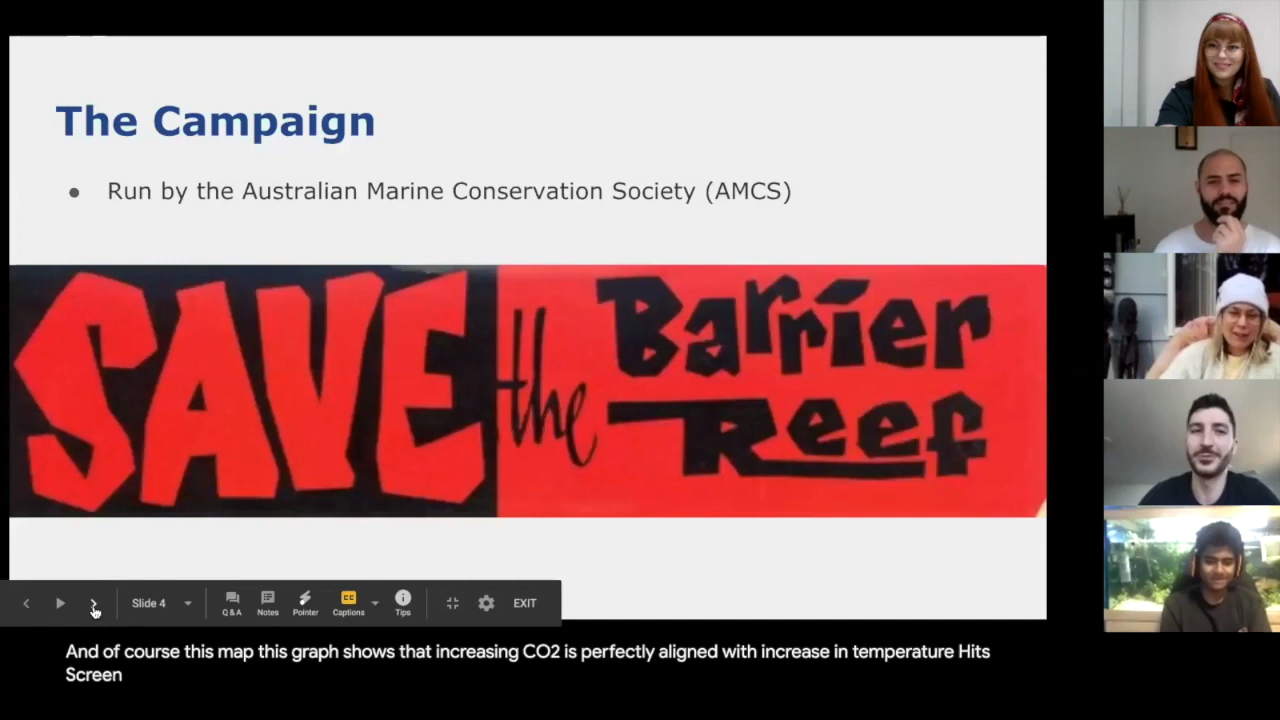 The Campaign
● Run by the Australian Marine Conservation Society (AMCS)
SAVE the Barrier Reef
Slide 4
Q&A
Notes
Pointer
CC
Captions
Tips
EXIT
And of course this map this graph shows that increasing CO2 is perfectly aligned with increase in temperature Hits
Screen